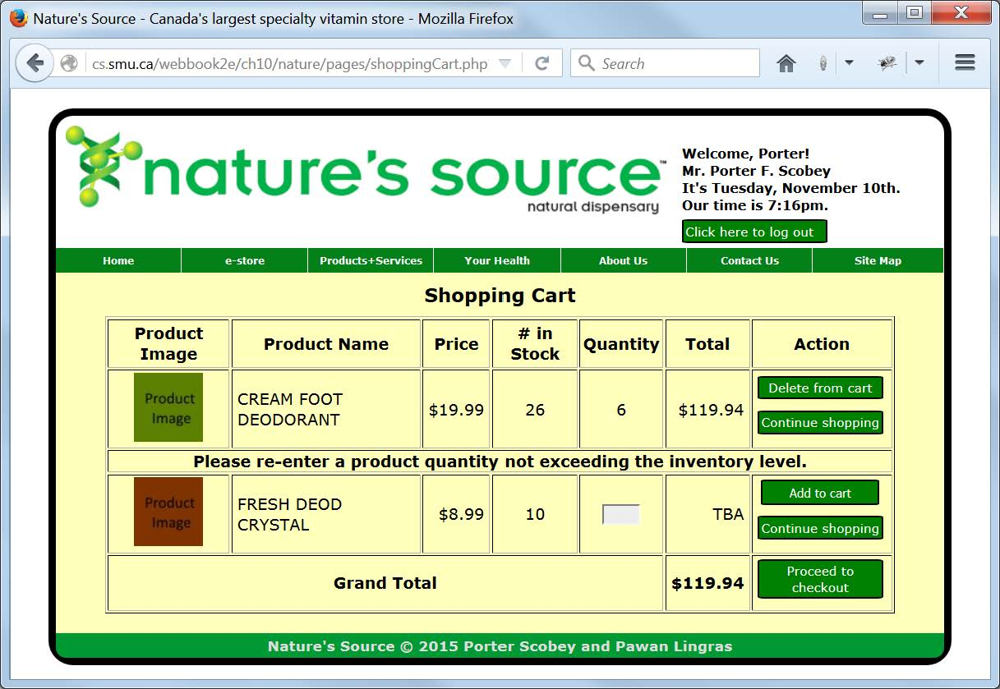 Nature's Source - Canada's largest specialty vitamin store - Mozilla Firefox
cs.smu.ca/webbook2e/ch10/nature/pages/shoppingCart.php
Search
nature's source™
natural dispensary
Welcome, Porter!
Mr. Porter F. Scobey
It's Tuesday, November 10th.
Our time is 7:16pm.
Click here to log out
Home e-store Products+Services Your Health About Us Contact Us Site Map
Shopping Cart
Product Image Product Name Price # in Stock Quantity Total Action
Product
Image
CREAM FOOT
DEODORANT
$19.99 26 6 $119.94
Delete from cart
Continue shopping
Please re-enter a product quantity not exceeding the inventory level.
Product
Image
FRESH DEOD
CRYSTAL
$8.99 10 TBA
Add to cart
Continue shopping
Grand Total $119.94
Proceed to
checkout
Nature's Source © 2015 Porter Scobey and Pawan Lingras